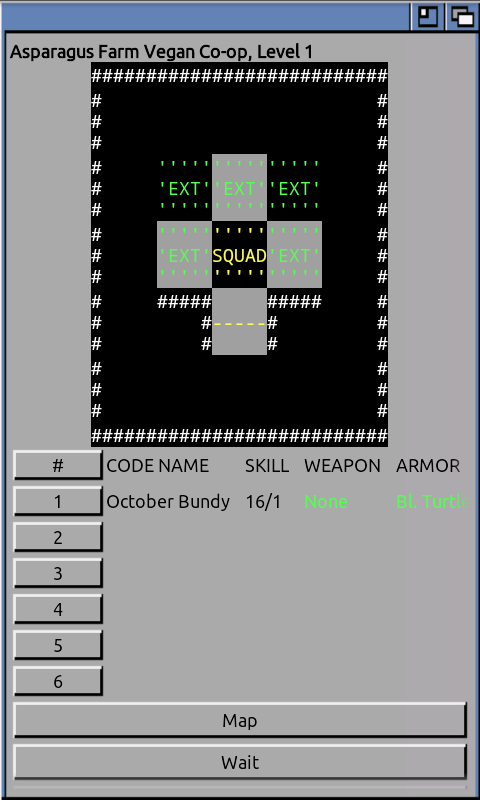 Asparagus Farm Vegan Co-op, Level 1
###########################
# #
# #
# #
# ''''' ''''' ''''' #
# 'EXT' 'EXT' 'EXT' #
# ''''' ''''' ''''' #
# ''''' ''''' ''''' #
# 'EXT' SQUAD 'EXT' #
# ''''' ''''' ''''' #
# ##### ##### #
# #-----# #
# # # #
# #
# #
# #
###########################
# CODE NAME SKILL WEAPON ARMOR
1 October Bundy 16/1 None Bl. Turtl
2
3
4
5
6
Map
Wait